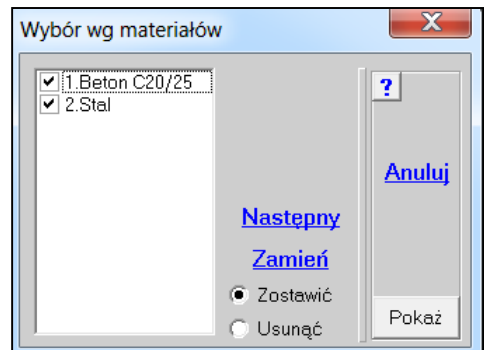 Wybór wg materiałów
X
1.Beton C20/25
2.Stal
?
Anuluj
Następny
Zamień
Zostawić
Usunąć
Pokaż